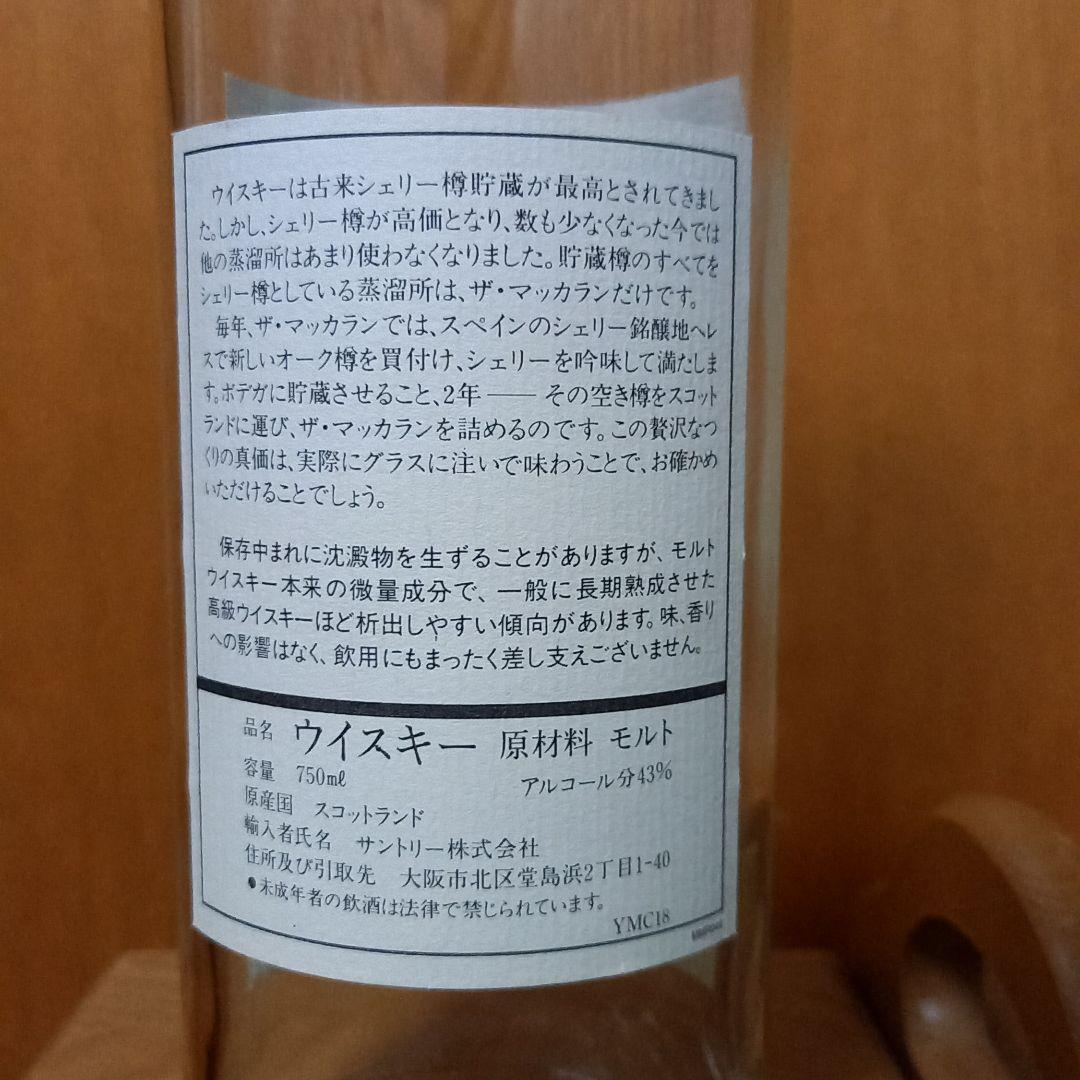 ウイスキーは古来シェリー樽貯蔵が最高とされてきまし
た。しかし、シェリー樽が高価となり、数も少なくなった今では
他の蒸溜所はあまり使わなくなりました。貯蔵樽のすべてを
シェリー樽としている蒸溜所は、ザ・マッカランだけです。
毎年、ザ・マッカランでは、スペインのシェリー銘醸地ヘレ
スで新しいオーク樽を買付け、シェリーを吟味して満たしま
す。ボデガに貯蔵させること、2年——その空き樽をスコット
ランドに運び、ザ・マッカランを詰めるのです。この贅沢なつ
くりの真価は、実際にグラスに注いで味わうことで、お確かめ
いただけることでしょう。
保存中まれに沈澱物を生ずることがありますが、モルト
ウイスキー本来の微量成分で、一般に長期熟成させた
高級ウイスキーほど析出しやすい傾向があります。味、香り
への影響はなく、飲用にもまったく差し支えございません。
品名 ウイスキー 原材料 モルト
容量 750mℓ アルコール分43%
原産国 スコットランド
輸入者氏名 サントリー株式会社
住所及び引取先 大阪市北区堂島浜2丁目1-40
●未成年者の飲酒は法律で禁じられています。
YMC18